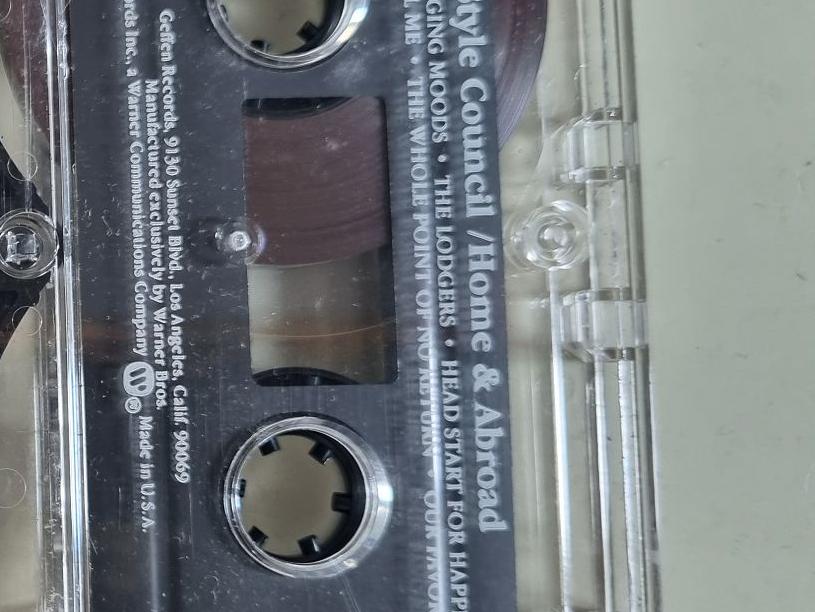 Style Council / Home & Abroad
GING MOODS • THE LODGERS • HEAD START FOR HAPP
L ME • THE WHOLE POINT OF NO RETURN • OUR FAVOR
Geffen Records, 9130 Sunset Blvd., Los Angeles, Calif. 90069
Manufactured exclusively by Warner Bros.
rds Inc., a Warner Communications Company W ® Made in U.S.A.